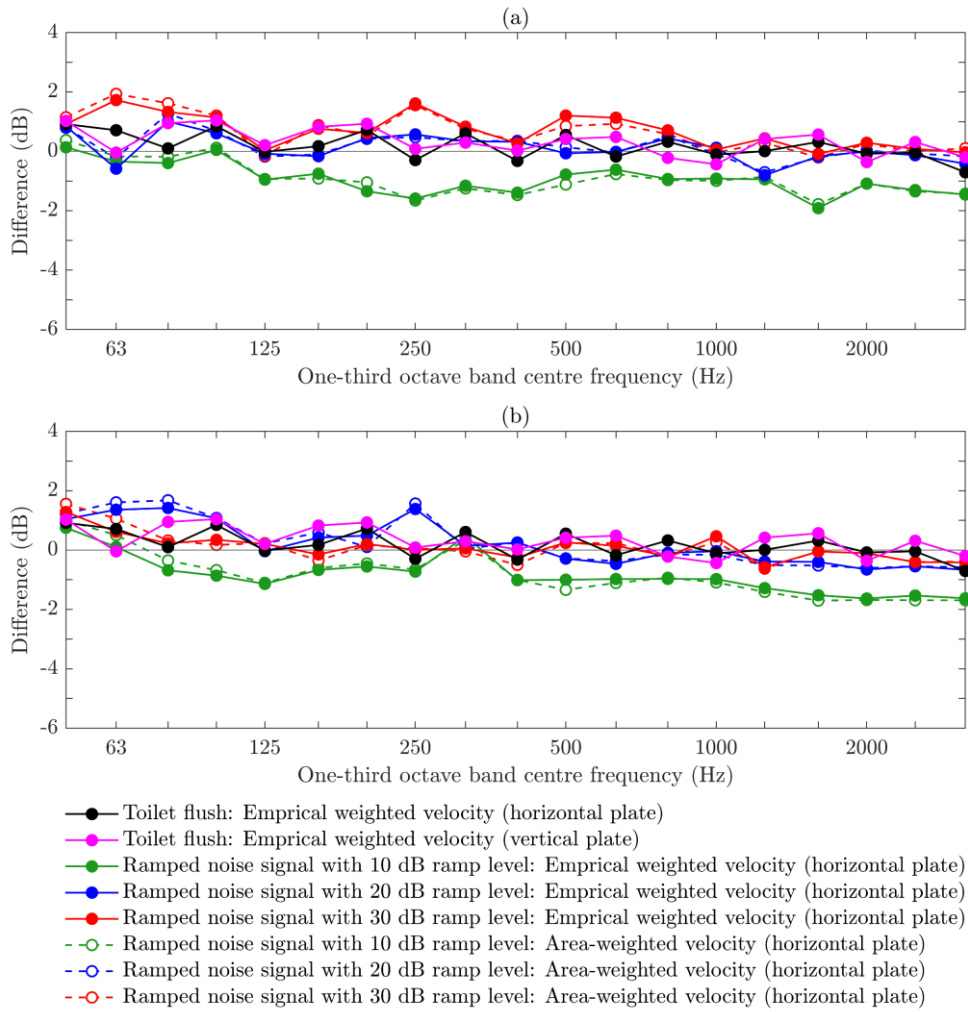 (a)
4
2
0
-2
-4
-6
Difference (dB)
63 125 250 500 1000 2000
One-third octave band centre frequency (Hz)
(b)
4
2
0
-2
-4
-6
Difference (dB)
63 125 250 500 1000 2000
One-third octave band centre frequency (Hz)
Toilet flush: Emprical weighted velocity (horizontal plate)
Toilet flush: Emprical weighted velocity (vertical plate)
Ramped noise signal with 10 dB ramp level: Emprical weighted velocity (horizontal plate)
Ramped noise signal with 20 dB ramp level: Emprical weighted velocity (horizontal plate)
Ramped noise signal with 30 dB ramp level: Emprical weighted velocity (horizontal plate)
Ramped noise signal with 10 dB ramp level: Area-weighted velocity (horizontal plate)
Ramped noise signal with 20 dB ramp level: Area-weighted velocity (horizontal plate)
Ramped noise signal with 30 dB ramp level: Area-weighted velocity (horizontal plate)